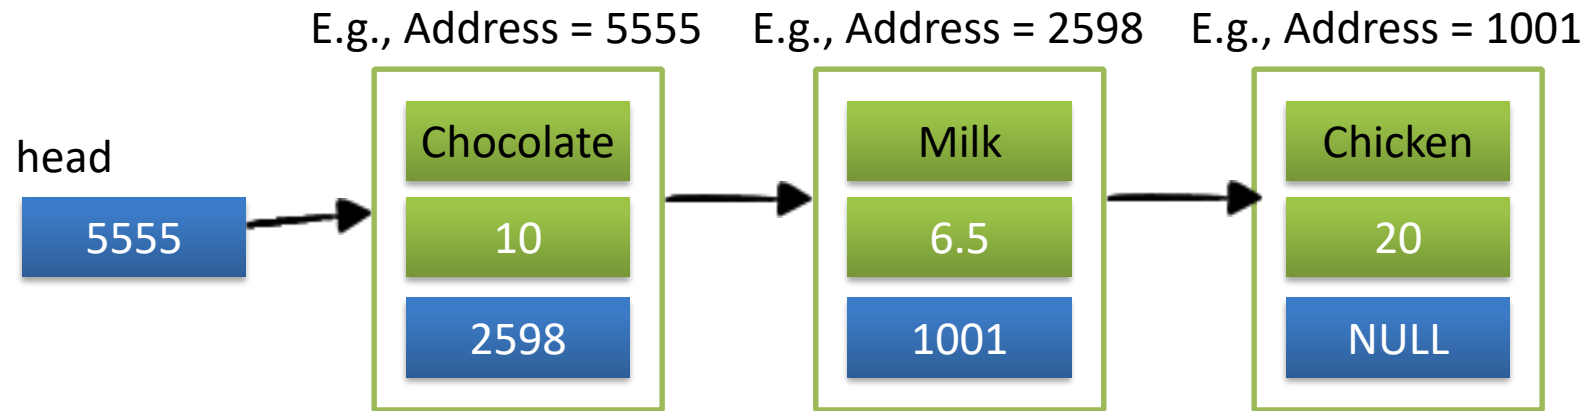 E.g., Address = 5555
E.g., Address = 2598
E.g., Address = 1001
head
5555
Chocolate
10
2598
Milk
6.5
1001
Chicken
20
NULL